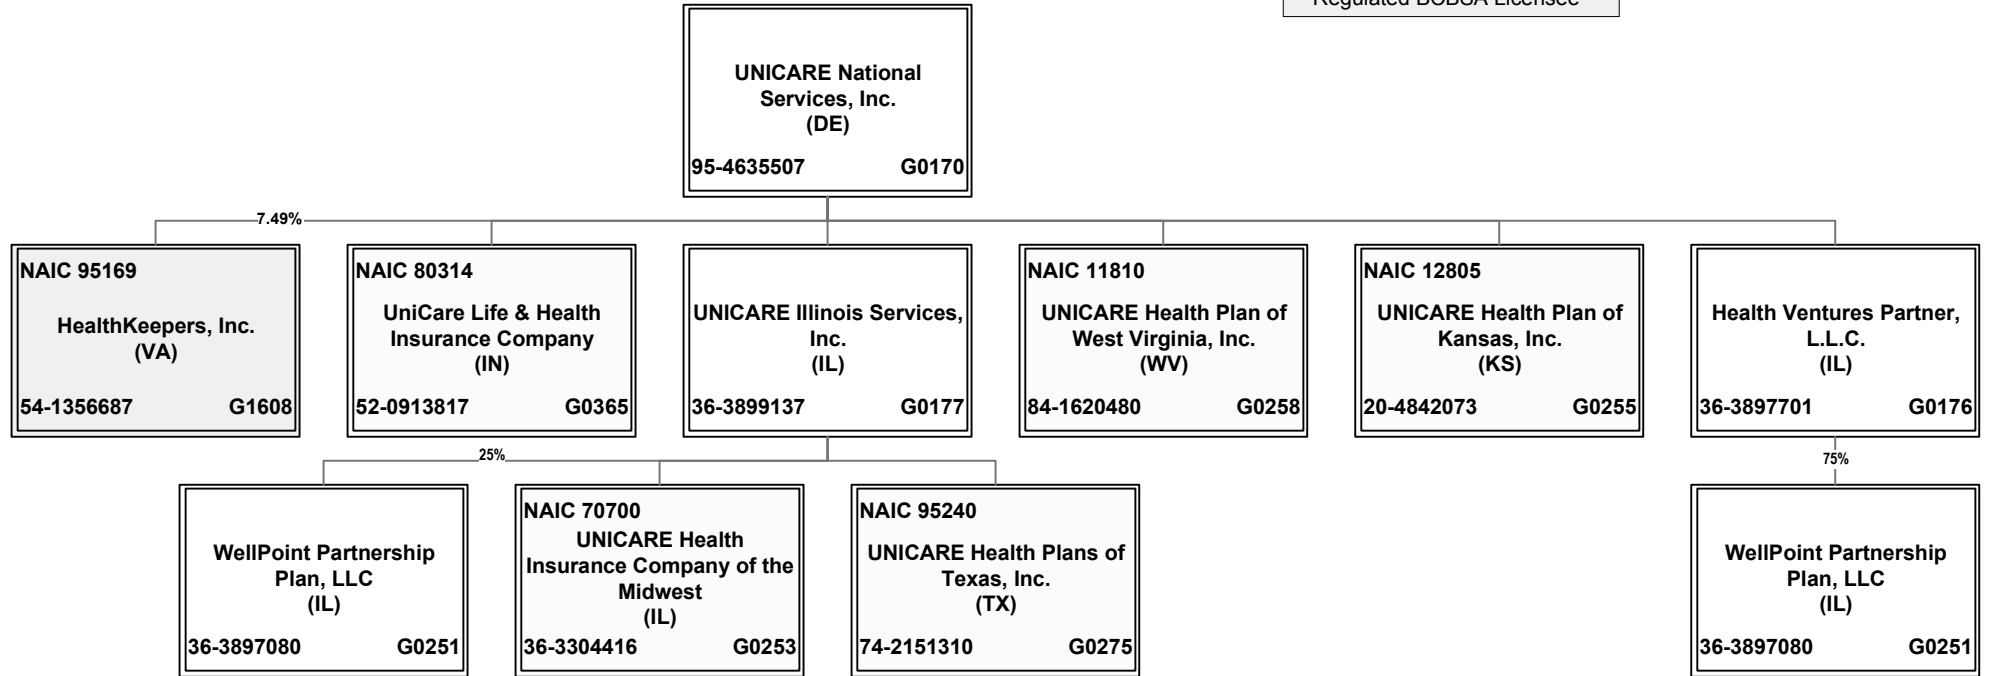 Regulated BCBSA Licensee
UNICARE National
Services, Inc.
(DE)
95-4635507 G0170
7.49%
NAIC 95169
HealthKeepers, Inc.
(VA)
54-1356687 G1608
NAIC 80314
UniCare Life & Health
Insurance Company
(IN)
52-0913817 G0365
UNICARE Illinois Services,
Inc.
(IL)
36-3899137 G0177
NAIC 11810
UNICARE Health Plan of
West Virginia, Inc.
(WV)
84-1620480 G0258
NAIC 12805
UNICARE Health Plan of
Kansas, Inc.
(KS)
20-4842073 G0255
Health Ventures Partner,
L.L.C.
(IL)
36-3897701 G0176
25%
75%
WellPoint Partnership
Plan, LLC
(IL)
36-3897080 G0251
NAIC 70700
UNICARE Health
Insurance Company of the
Midwest
(IL)
36-3304416 G0253
NAIC 95240
UNICARE Health Plans of
Texas, Inc.
(TX)
74-2151310 G0275
WellPoint Partnership
Plan, LLC
(IL)
36-3897080 G0251